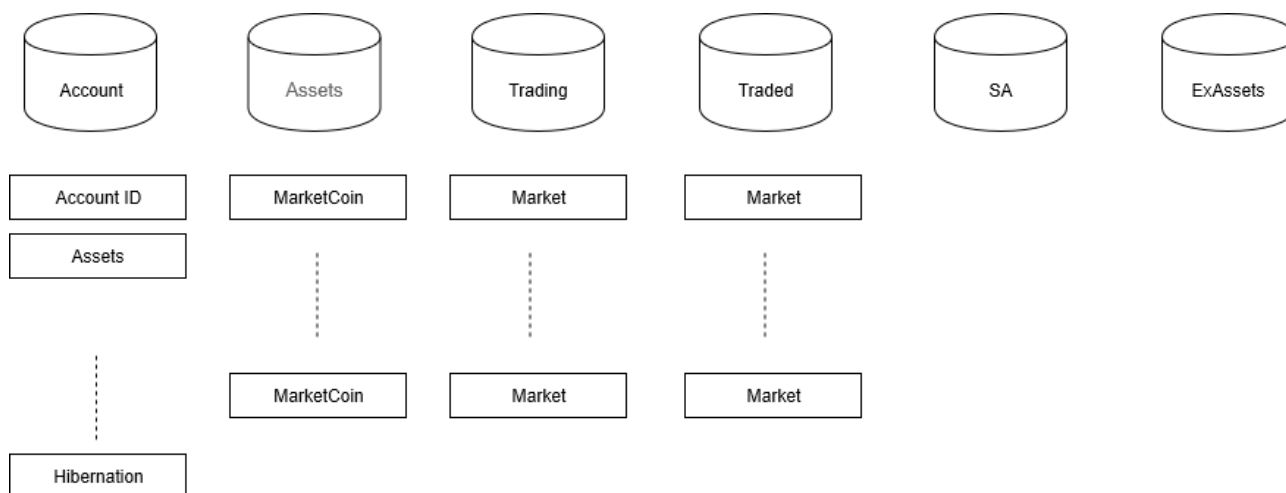 Account
Assets
Trading
Traded
SA
ExAssets
Account ID
MarketCoin
Market
Market
Assets
MarketCoin
Market
Market
Hibernation